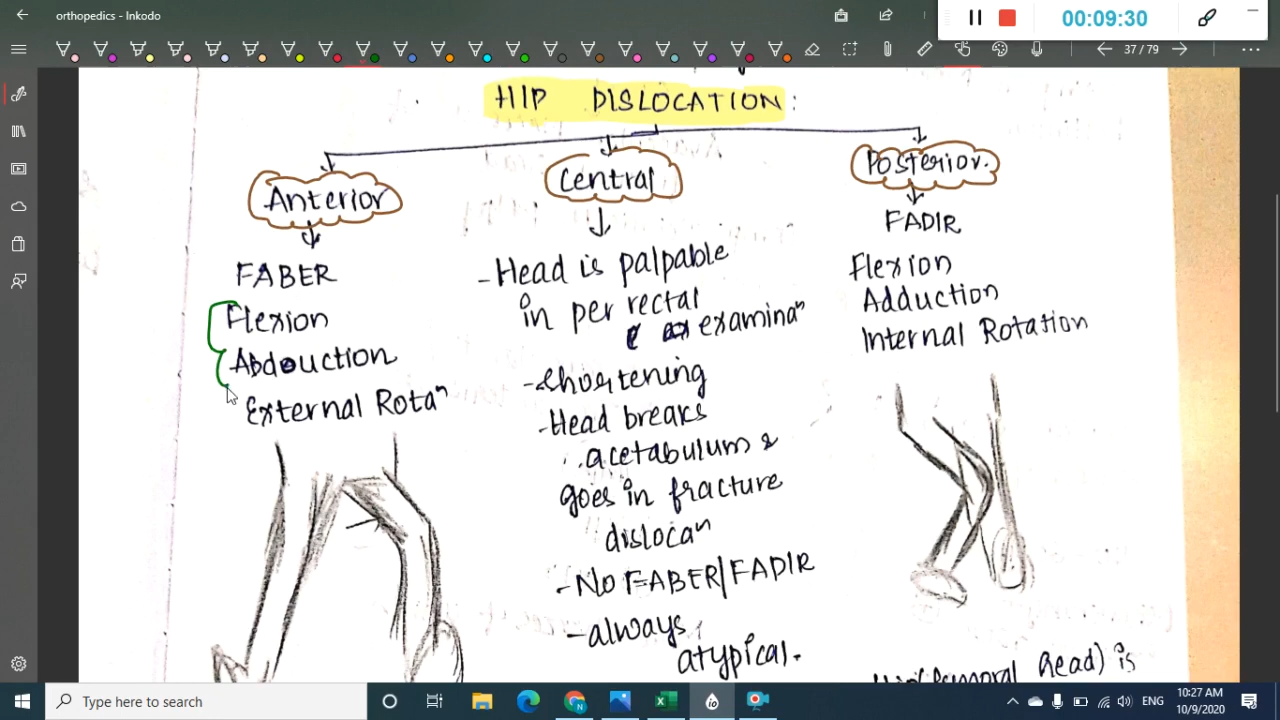 orthopedics - Inkodo
00:09:30
37 / 79
HIP DISLOCATION:
Anterior
FABER
Flexion
Abduction
External Rotaⁿ
Central
- Head is palpable
in per rectal
examinaⁿ
- Shortening
- Head breaks
acetabulum &
goes in fracture
dislocaⁿ
- No FABER/FADIR
- always
atypical.
Posterior.
FADIR
Flexion
Adduction
Internal Rotation
Head) is
Type here to search
ENG
10:27 AM
10/9/2020